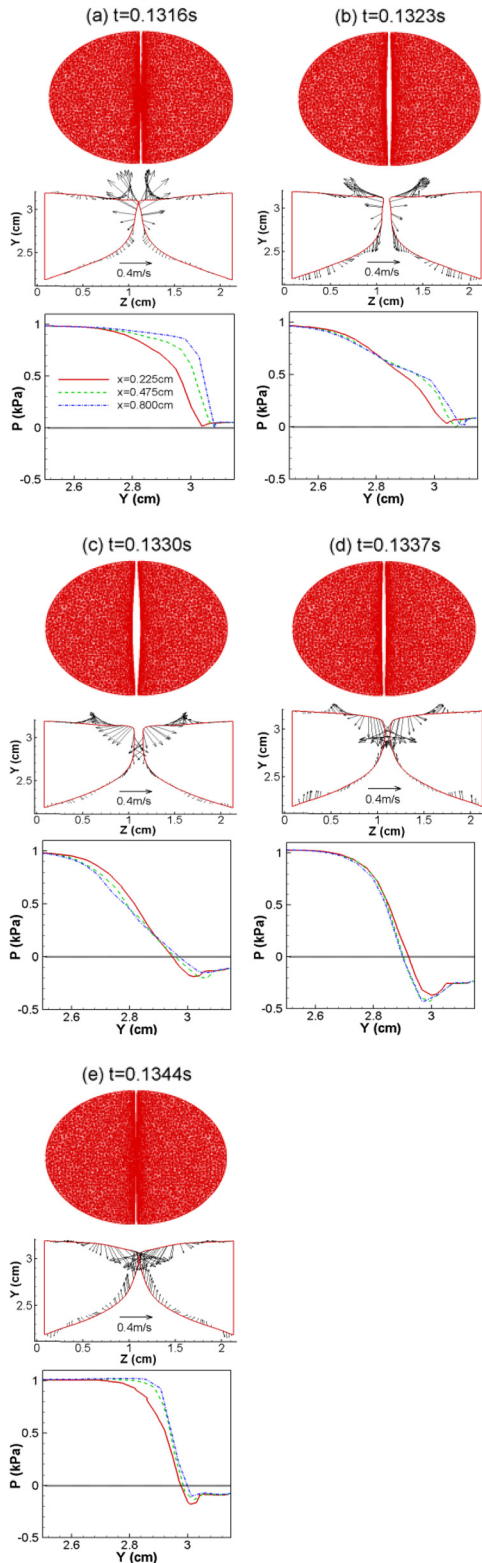 (a) t=0.1316s
(b) t=0.1323s
Y (cm)
3
2.5
0.4m/s
0 0.5 1 1.5 2
Z (cm)
3
2.5
0.4m/s
0 0.5 1 1.5 2
Z (cm)
P (kPa)
1
0.5
0
-0.5
x=0.225cm
x=0.475cm
x=0.800cm
2.6 2.8 3
Y (cm)
P (kPa)
1
0.5
0
-0.5
2.6 2.8 3
Y (cm)
(c) t=0.1330s
(d) t=0.1337s
Y (cm)
3
2.5
0.4m/s
0 0.5 1 1.5 2
Z (cm)
Y (cm)
3
2.5
0.4m/s
0 0.5 1 1.5 2
Z (cm)
P (kPa)
1
0.5
0
-0.5
2.6 2.8 3
Y (cm)
P (kPa)
1
0.5
0
-0.5
2.6 2.8 3
Y (cm)
(e) t=0.1344s
Y (cm)
3
2.5
0.4m/s
0 0.5 1 1.5 2
Z (cm)
P (kPa)
1
0.5
0
-0.5
2.6 2.8 3
Y (cm)